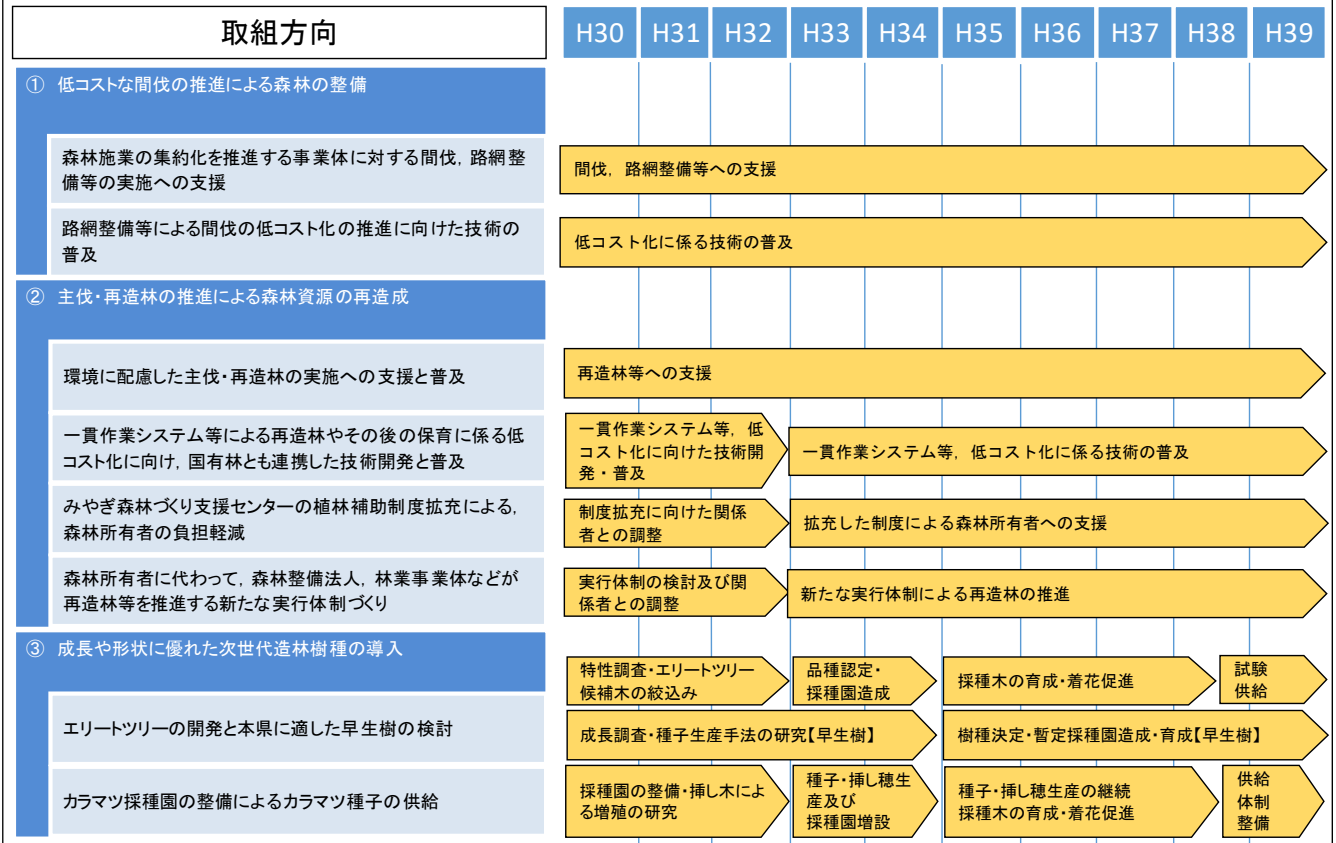 取組方向
H30 H31 H32 H33 H34 H35 H36 H37 H38 H39
① 低コストな間伐の推進による森林の整備
森林施業の集約化を推進する事業体に対する間伐，路網整
備等の実施への支援
間伐，路網整備等への支援
路網整備等による間伐の低コスト化の推進に向けた技術の
普及
低コスト化に係る技術の普及
② 主伐・再造林の推進による森林資源の再造成
環境に配慮した主伐・再造林の実施への支援と普及
再造林等への支援
一貫作業システム等による再造林やその後の保育に係る低
コスト化に向け，国有林とも連携した技術開発と普及
一貫作業システム等，低
コスト化に向けた技術開
発・普及
一貫作業システム等，低コスト化に係る技術の普及
みやぎ森林づくり支援センターの植林補助制度拡充による，
森林所有者の負担軽減
制度拡充に向けた関係
者との調整
拡充した制度による森林所有者への支援
森林所有者に代わって，森林整備法人，林業事業体などが
再造林等を推進する新たな実行体制づくり
実行体制の検討及び関
係者との調整
新たな実行体制による再造林の推進
③ 成長や形状に優れた次世代造林樹種の導入
エリートツリーの開発と本県に適した早生樹の検討
特性調査・エリートツリー
候補木の絞込み
品種認定・
採種園造成
採種木の育成・着花促進
試験
供給
成長調査・種子生産手法の研究【早生樹】
樹種決定・暫定採種園造成・育成【早生樹】
カラマツ採種園の整備によるカラマツ種子の供給
採種園の整備・挿し木によ
る増殖の研究
種子・挿し穂生
産及び
採種園増設
種子・挿し穂生産の継続
採種木の育成・着花促進
供給
体制
整備